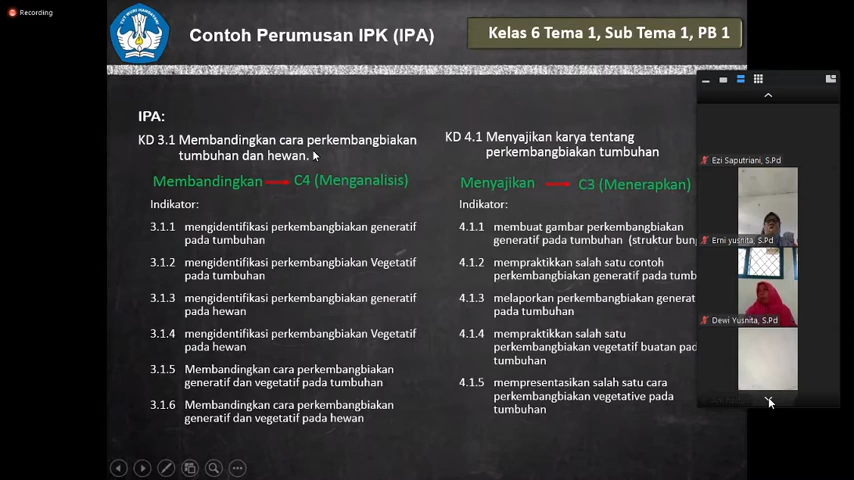 Recording
Contoh Perumusan IPK (IPA)
Kelas 6 Tema 1, Sub Tema 1, PB 1
IPA:
KD 3.1 Membandingkan cara perkembangbiakan
tumbuhan dan hewan.
Membandingkan
C4 (Menganalisis)
Indikator:
3.1.1 mengidentifikasi perkembangbiakan generatif
pada tumbuhan
3.1.2 mengidentifikasi perkembangbiakan Vegetatif
pada tumbuhan
3.1.3 mengidentifikasi perkembangbiakan generatif
pada hewan
3.1.4 mengidentifikasi perkembangbiakan Vegetatif
pada hewan
3.1.5 Membandingkan cara perkembangbiakan
generatif dan vegetatif pada tumbuhan
3.1.6 Membandingkan cara perkembangbiakan
generatif dan vegetatif pada hewan
KD 4.1 Menyajikan karya tentang
perkembangbiakan tumbuhan
Menyajikan
C3 (Menerapkan)
Indikator:
4.1.1 membuat gambar perkembangbiakan
generatif pada tumbuhan (struktur bun
4.1.2 mempraktikkan salah satu contoh
perkembangbiakan generatif pada tumb
4.1.3 melaporkan perkembangbiakan generat
pada tumbuhan
4.1.4 mempraktikkan salah satu
perkembangbiakan vegetatif buatan pad
tumbuhan
4.1.5 mempresentasikan salah satu cara
perkembangbiakan vegetative pada
tumbuhan
Ezi Saputriani, S.Pd
Erni yusnita, S.Pd
Dewi Yusnita, S.Pd